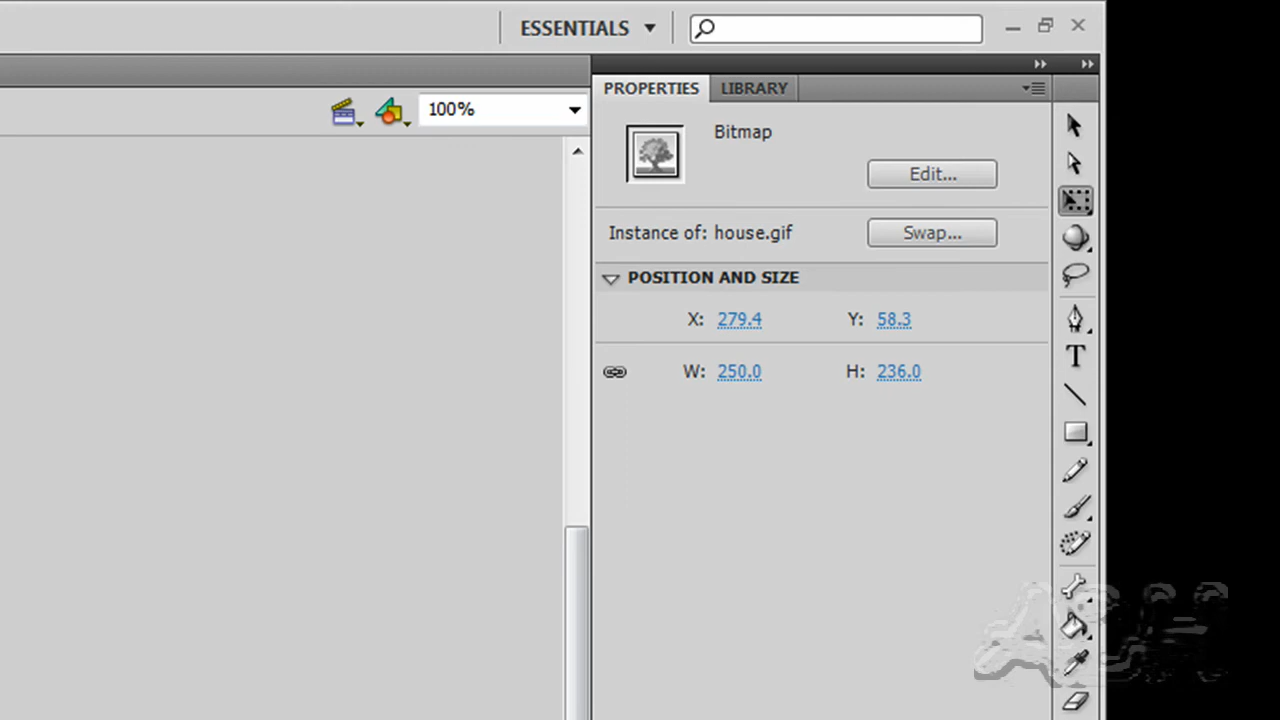 ESSENTIALS
PROPERTIES LIBRARY
100%
Bitmap
Edit...
Instance of: house.gif Swap...
POSITION AND SIZE
X: 279.4 Y: 58.3
W: 250.0 H: 236.0
T